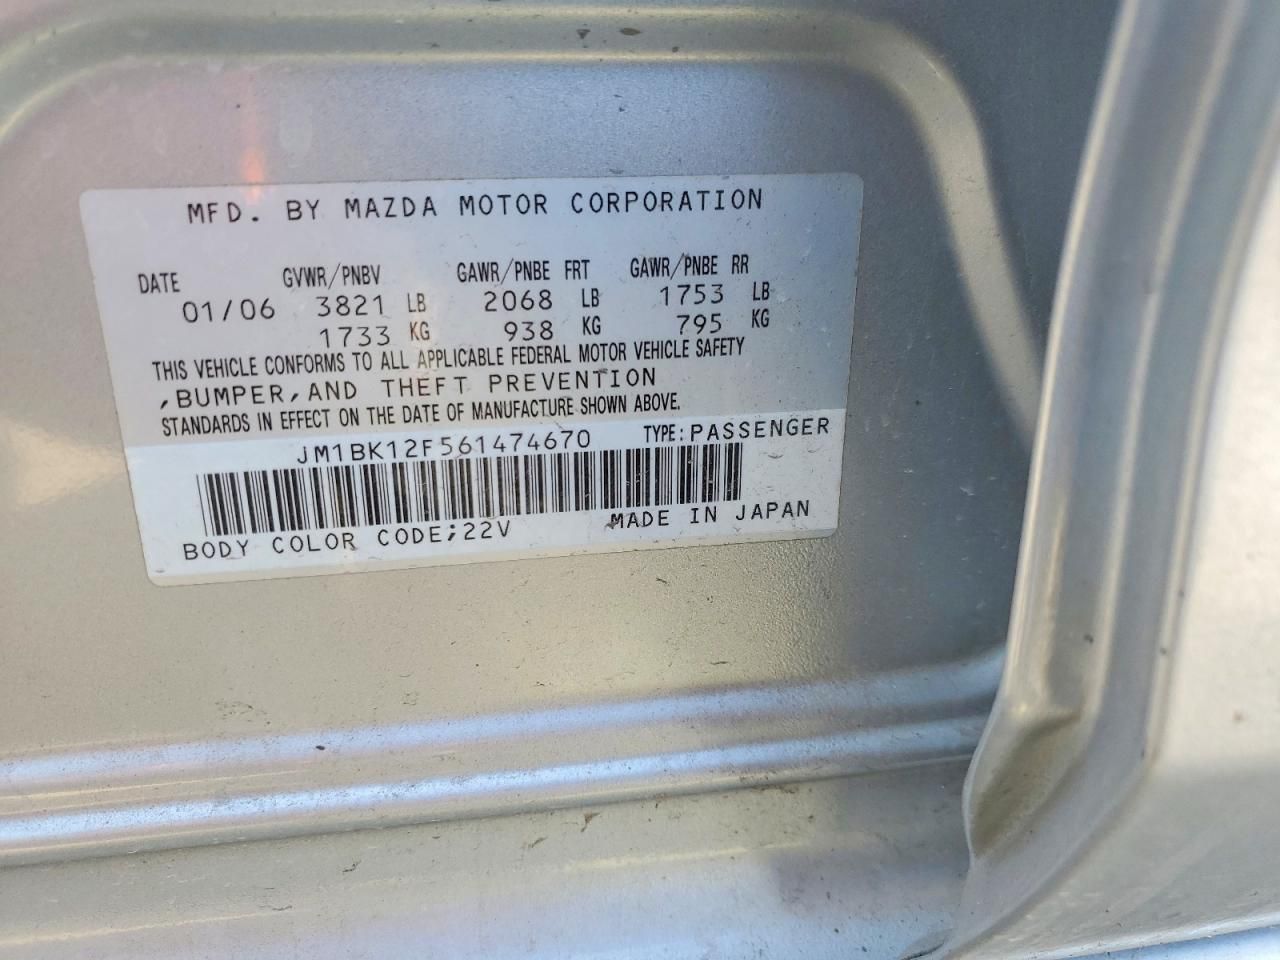 MFD. BY MAZDA MOTOR CORPORATION
DATE GVWR/PNBV GAWR/PNBE FRT GAWR/PNBE RR
01/06 3821 LB 2068 LB 1753 LB
1733 KG 938 KG 795 KG
THIS VEHICLE CONFORMS TO ALL APPLICABLE FEDERAL MOTOR VEHICLE SAFETY
,BUMPER,AND THEFT PREVENTION
STANDARDS IN EFFECT ON THE DATE OF MANUFACTURE SHOWN ABOVE.
JM1BK12F561474670 TYPE:PASSENGER
BODY COLOR CODE;22V MADE IN JAPAN